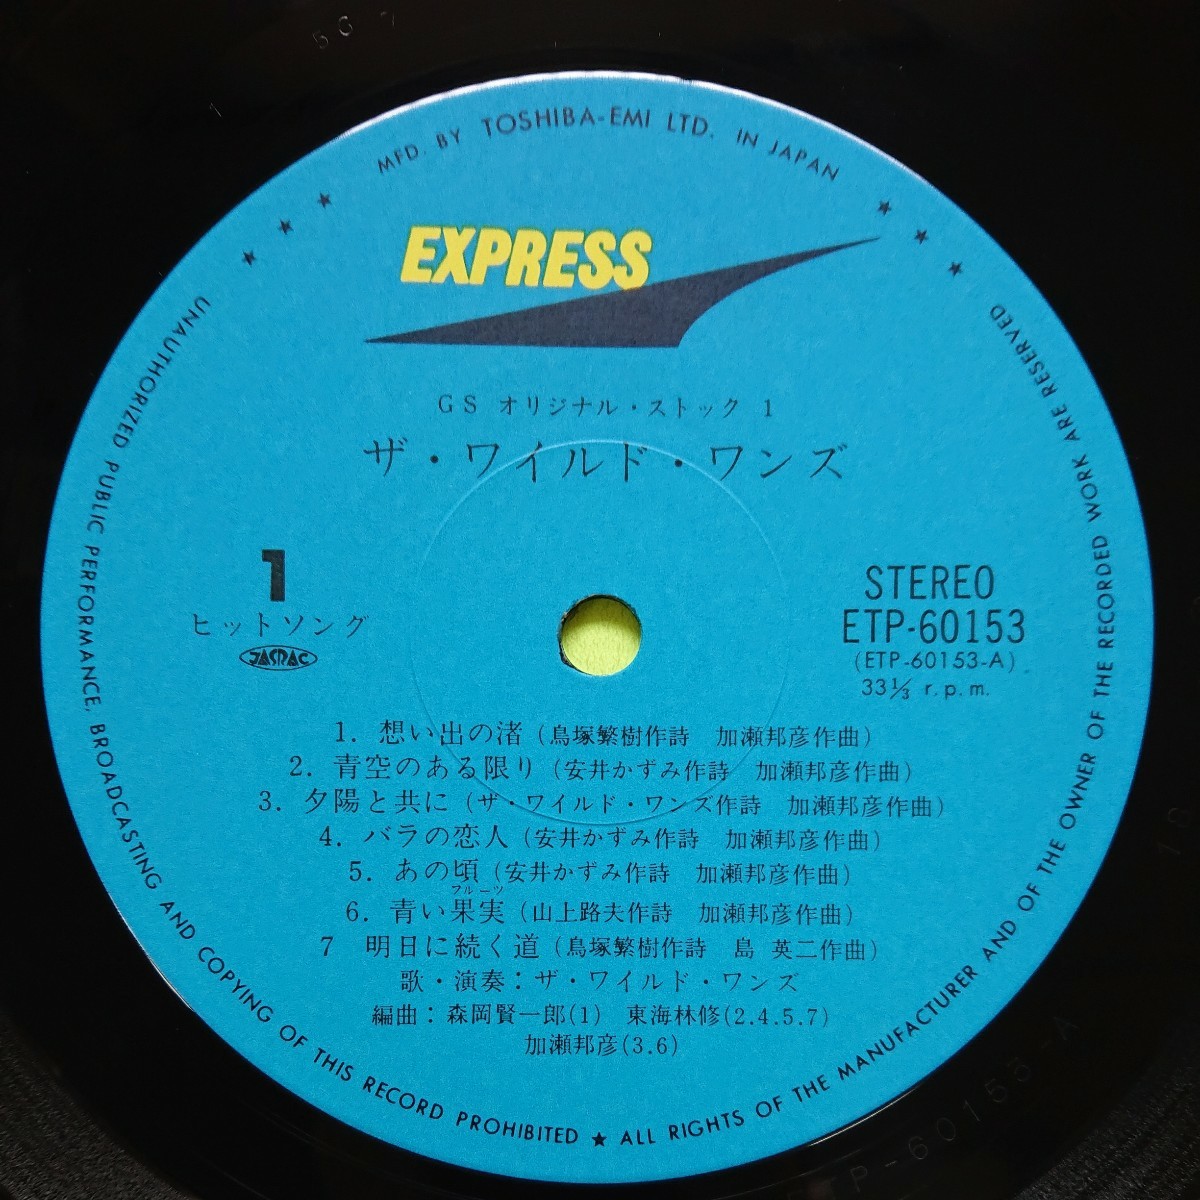 MFD. BY TOSHIBA-EMI LTD. IN JAPAN
EXPRESS
GS オリジナル・ストック 1
ザ・ワイルド・ワンズ
1
ヒットソング
JASRAC
STEREO
ETP-60153
(ETP-60153-A)
33⅓ r.p.m.
1. 想い出の渚 (鳥塚繁樹作詩 加瀬邦彦作曲)
2. 青空のある限り (安井かずみ作詩 加瀬邦彦作曲)
3. 夕陽と共に (ザ・ワイルド・ワンズ作詩 加瀬邦彦作曲)
4. バラの恋人 (安井かずみ作詩 加瀬邦彦作曲)
5. あの頃 (安井かずみ作詩 加瀬邦彦作曲)
フルーツ
6. 青い果実 (山上路夫作詩 加瀬邦彦作曲)
7 明日に続く道 (鳥塚繁樹作詩 島 英二作曲)
歌・演奏：ザ・ワイルド・ワンズ
編曲：森岡賢一郎(1) 東海林修(2.4.5.7)
加瀬邦彦(3.6)
UNAUTHORIZED PUBLIC PERFORMANCE, BROADCASTING AND COPYING OF THIS RECORD PROHIBITED ★ ALL RIGHTS OF THE MANUFACTURER AND OF THE OWNER OF THE RECORDED WORK ARE RESERVED
ETP-60153-A